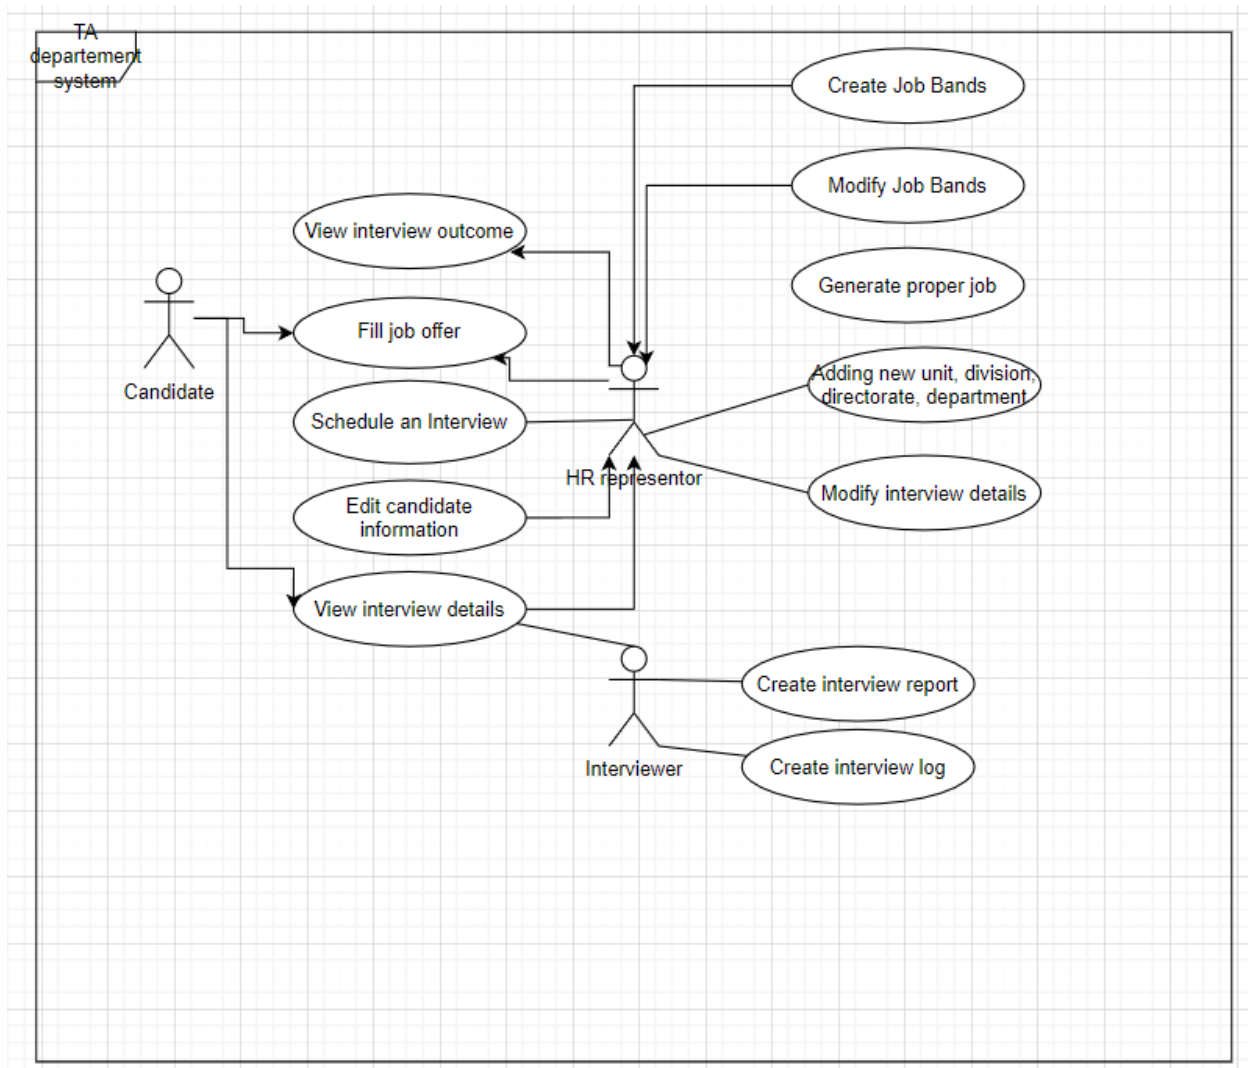 TA
departement
system
Create Job Bands
Modify Job Bands
View interview outcome
Generate proper job
Fill job offer
Candidate
Adding new unit, division,
directorate, department
Schedule an Interview
HR representor
Modify interview details
Edit candidate
information
View interview details
Create interview report
Interviewer
Create interview log